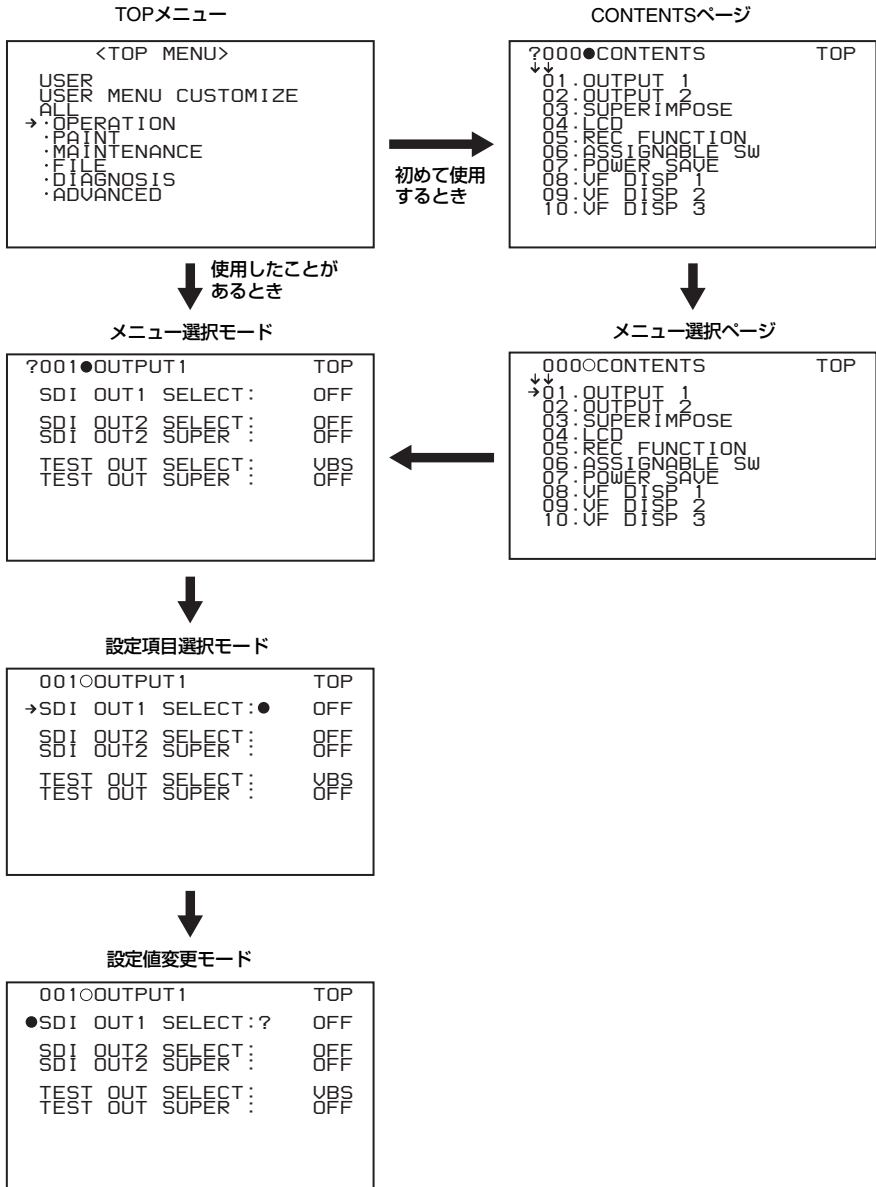 TOPメニュー
<TOP MENU>
USER
USER MENU CUSTOMIZE
ALL
→·OPERATION
·PAINT
·MAINTENANCE
·FILE
·DIAGNOSIS
·ADVANCED
初めて使用
するとき
CONTENTSページ
?000●CONTENTS TOP
↓↓
01.OUTPUT 1
02.OUTPUT 2
03.SUPERIMPOSE
04.LCD
05.REC FUNCTION
06.ASSIGNABLE SW
07.POWER SAVE
08.VF DISP 1
09.VF DISP 2
10.VF DISP 3
使用したことが
あるとき
メニュー選択モード
?001●OUTPUT1 TOP
SDI OUT1 SELECT: OFF
SDI OUT2 SELECT: OFF
SDI OUT2 SUPER : OFF
TEST OUT SELECT: VBS
TEST OUT SUPER : OFF
メニュー選択ページ
000○CONTENTS TOP
↓↓
→01.OUTPUT 1
02.OUTPUT 2
03.SUPERIMPOSE
04.LCD
05.REC FUNCTION
06.ASSIGNABLE SW
07.POWER SAVE
08.VF DISP 1
09.VF DISP 2
10.VF DISP 3
設定項目選択モード
001○OUTPUT1 TOP
→SDI OUT1 SELECT:● OFF
SDI OUT2 SELECT: OFF
SDI OUT2 SUPER : OFF
TEST OUT SELECT: VBS
TEST OUT SUPER : OFF
設定値変更モード
001○OUTPUT1 TOP
●SDI OUT1 SELECT:? OFF
SDI OUT2 SELECT: OFF
SDI OUT2 SUPER : OFF
TEST OUT SELECT: VBS
TEST OUT SUPER : OFF